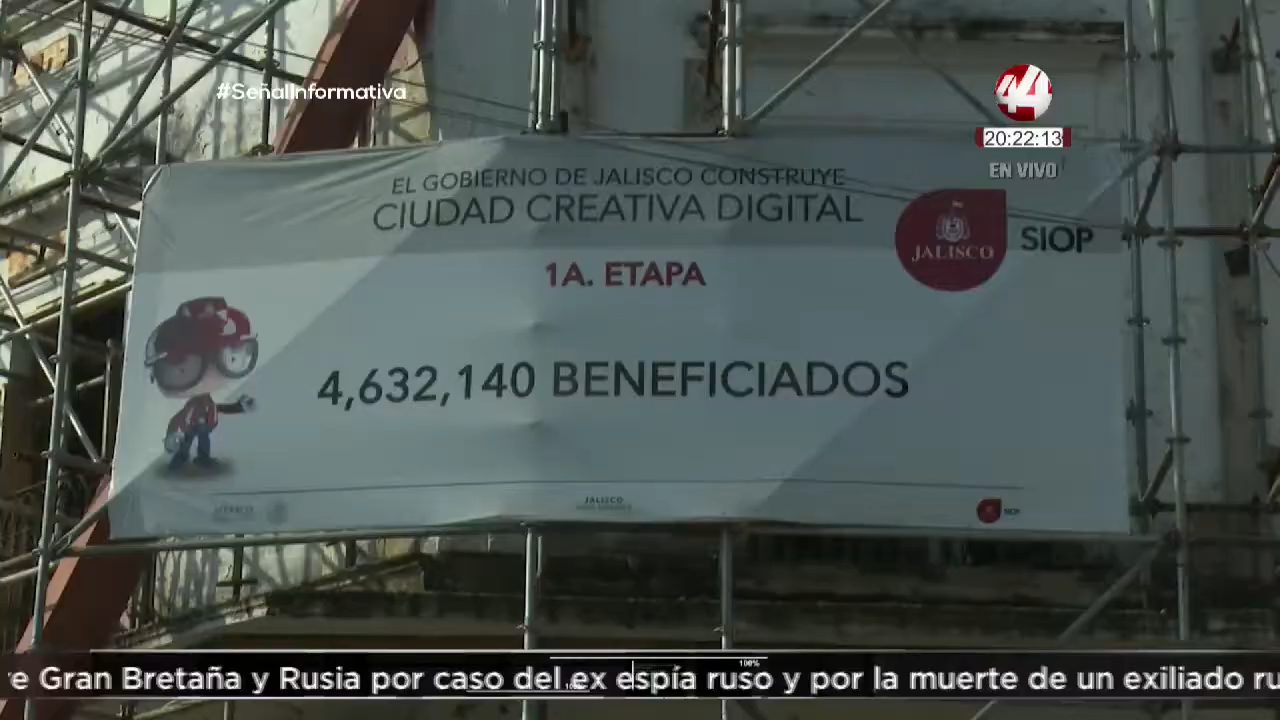 #SeñalInformativa
44
20:22:13
EN VIVO
EL GOBIERNO DE JALISCO CONSTRUYE
CIUDAD CREATIVA DIGITAL
JALISCO
SIOP
1A. ETAPA
4,632,140 BENEFICIADOS
JALISCO
SIOP
e Gran Bretaña y Rusia por caso del ex espía ruso y por la muerte de un exiliado ru
100%